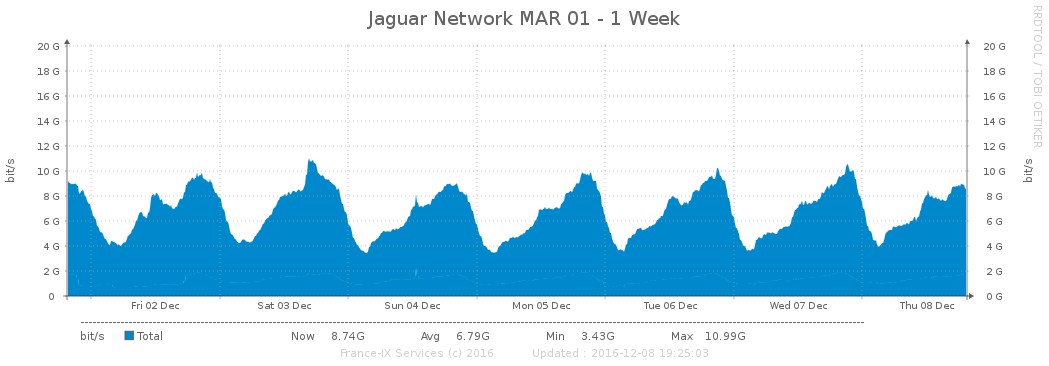 Jaguar Network MAR 01 - 1 Week
RRDTOOL / TOBI OETIKER
bit/s
20 G 20 G
18 G 18 G
16 G 16 G
14 G 14 G
12 G 12 G
10 G 10 G
8 G 8 G
6 G 6 G
4 G 4 G
2 G 2 G
0 0 G
bit/s
Fri 02 Dec Sat 03 Dec Sun 04 Dec Mon 05 Dec Tue 06 Dec Wed 07 Dec Thu 08 Dec
bit/s Total Now 8.74G Avg 6.79G Min 3.43G Max 10.99G
France-IX Services (c) 2016 Updated : 2016-12-08 19:25:03